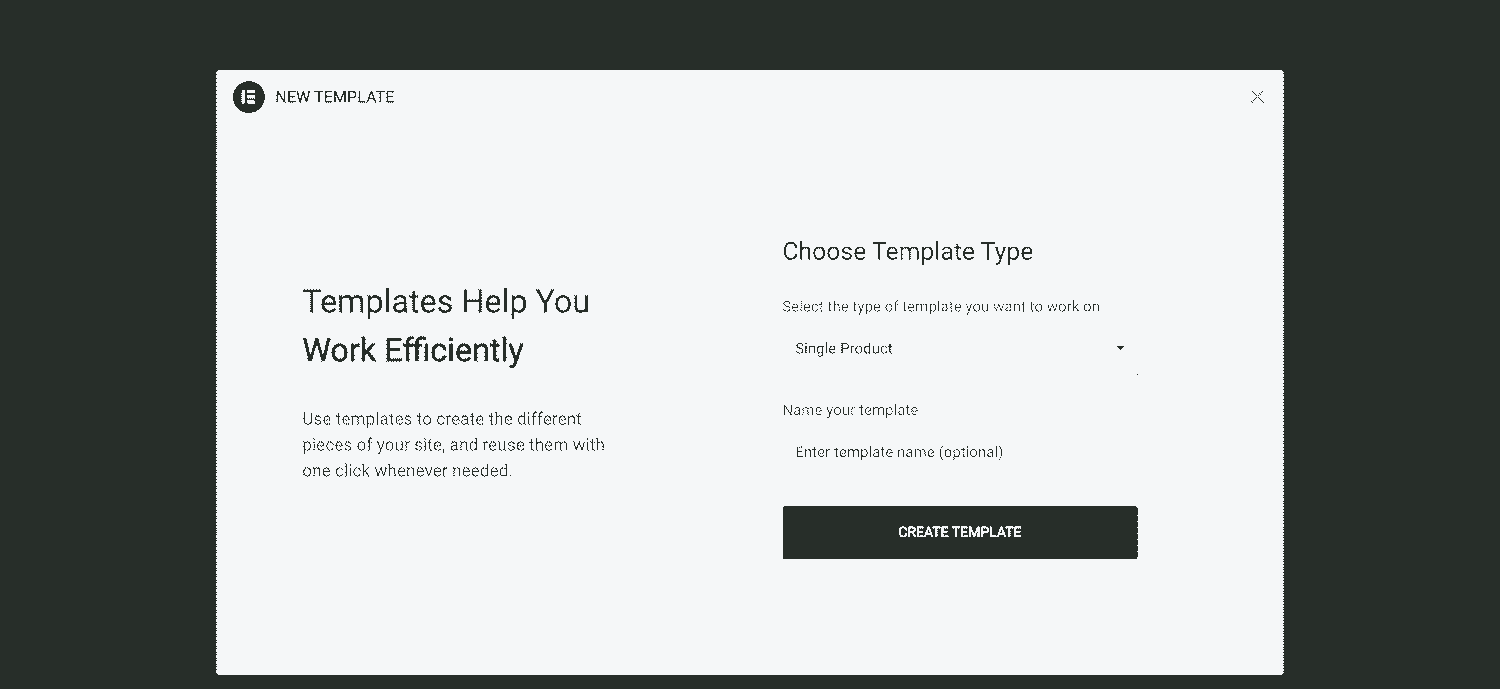 NEW TEMPLATE
Templates Help You
Work Efficiently
Use templates to create the different
pieces of your site, and reuse them with
one click whenever needed.
Choose Template Type
Select the type of template you want to work on
Single Product
Name your template
Enter template name (optional)
CREATE TEMPLATE